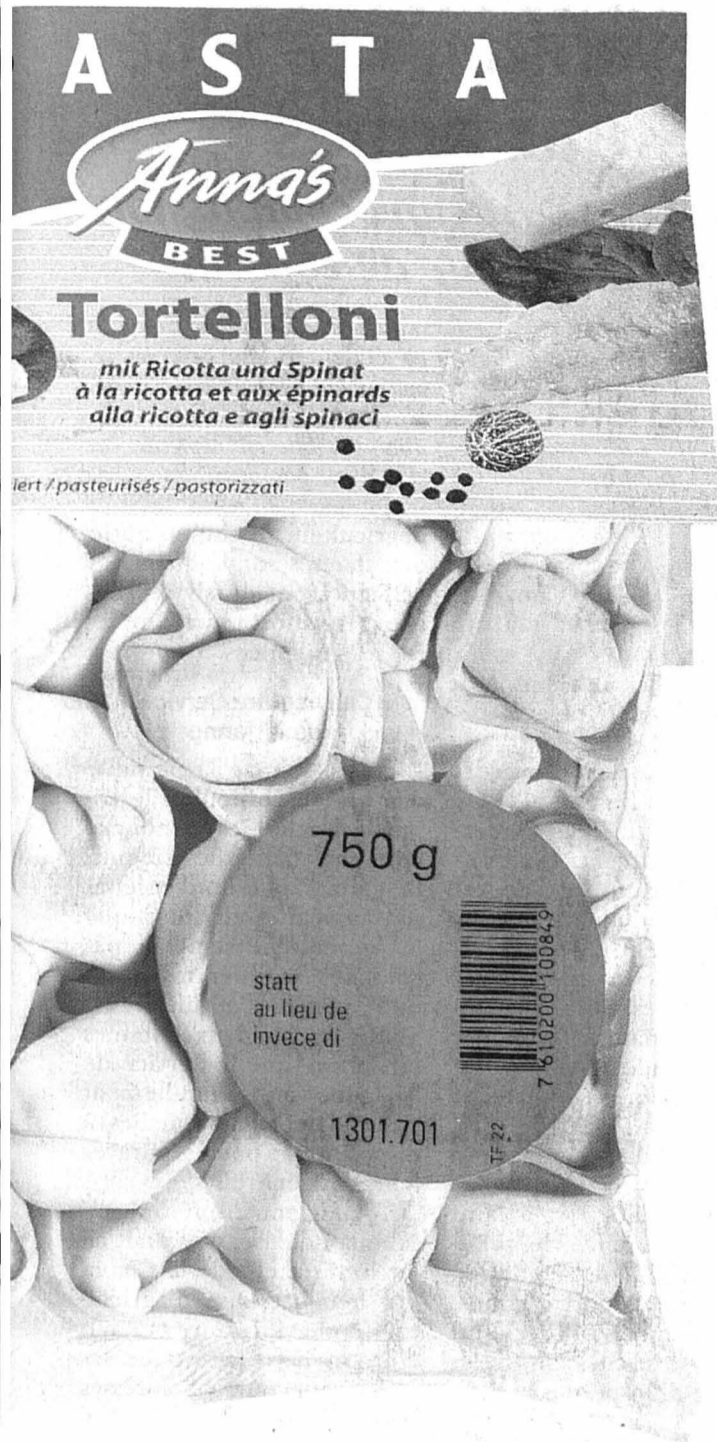 A S T A
Anna's
BEST
Tortelloni
mit Ricotta und Spinat
à la ricotta et aux épinards
alla ricotta e agli spinaci
iert / pasteurisés / pastorizzati
750 g
statt
au lieu de
invece di
7 610200 100849
1301.701
TF 22